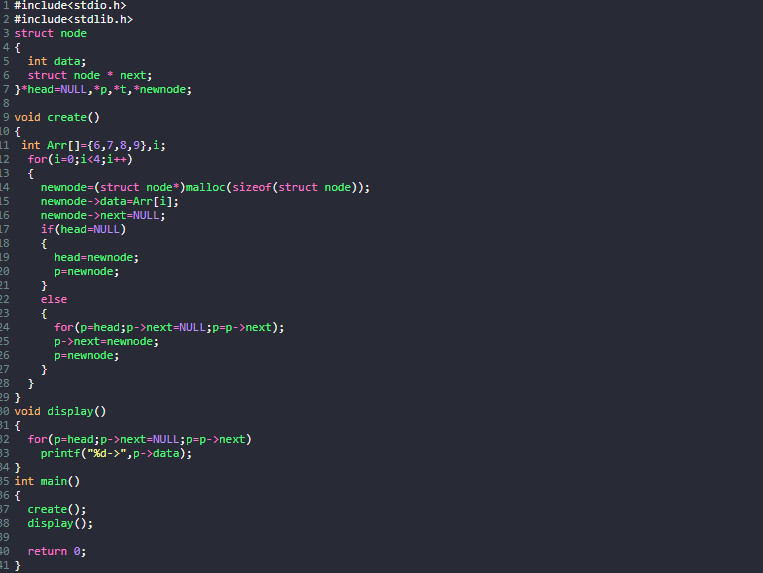 1 #include<stdio.h>
2 #include<stdlib.h>
3 struct node
4 {
5   int data;
6   struct node * next;
7 }*head=NULL,*p,*t,*newnode;
8
9 void create()
10 {
11  int Arr[]={6,7,8,9},i;
12   for(i=0;i<4;i++)
13   {
14     newnode=(struct node*)malloc(sizeof(struct node));
15     newnode->data=Arr[i];
16     newnode->next=NULL;
17     if(head=NULL)
18     {
19       head=newnode;
20       p=newnode;
21     }
22     else
23     {
24       for(p=head;p->next=NULL;p=p->next);
25       p->next=newnode;
26       p=newnode;
27     }
28   }
29 }
30 void display()
31 {
32   for(p=head;p->next=NULL;p=p->next)
33     printf("%d->",p->data);
34 }
35 int main()
36 {
37   create();
38   display();
39
40   return 0;
41 }